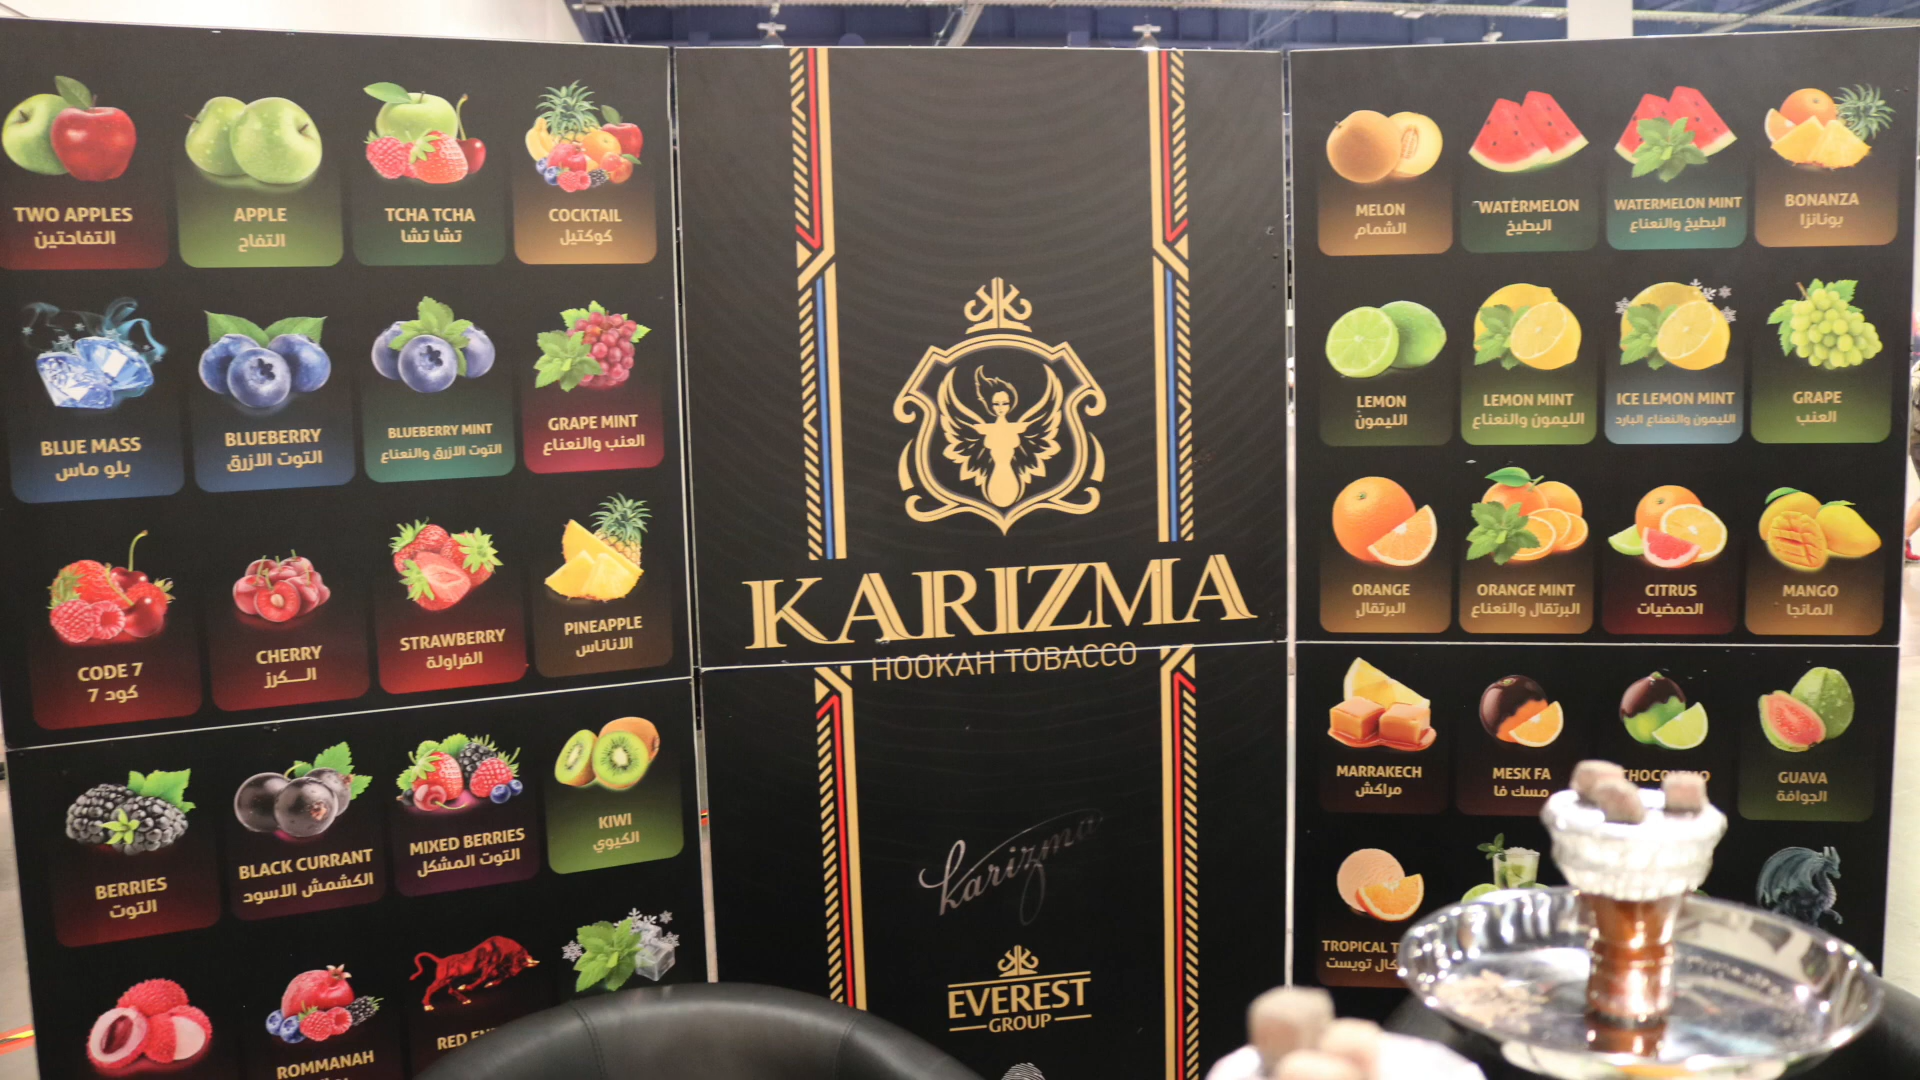 TWO APPLES
التفاحتين
APPLE
التفاح
TCHA TCHA
تشا تشا
COCKTAIL
كوكتيل
BLUE MASS
بلو ماس
BLUEBERRY
التوت الازرق
BLUEBERRY MINT
التوت الازرق والنعناع
GRAPE MINT
العنب والنعناع
CODE 7
كود 7
CHERRY
الكرز
STRAWBERRY
الفراولة
PINEAPPLE
الاناناس
BERRIES
التوت
BLACK CURRANT
الكشمش الاسود
MIXED BERRIES
التوت المشكل
KIWI
الكيوي
ROMMANAH
RED
KARIZMA
HOOKAH TOBACCO
Karizma
EVEREST
GROUP
MELON
الشمام
WATERMELON
البطيخ
WATERMELON MINT
البطيخ والنعناع
BONANZA
بونانزا
LEMON
الليمون
LEMON MINT
الليمون والنعناع
ICE LEMON MINT
الليمون والنعناع البارد
GRAPE
العنب
ORANGE
البرتقال
ORANGE MINT
البرتقال والنعناع
CITRUS
الحمضيات
MANGO
المانجا
MARRAKECH
مراكش
MESK FA
مسك فا
GUAVA
الجوافة
TROPICAL
تويست